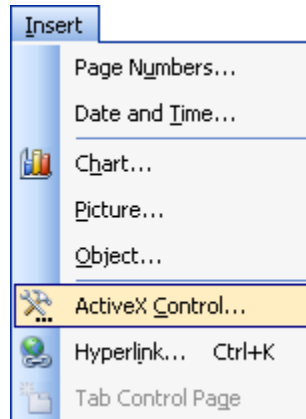 Insert
Page Numbers...
Date and Time...
Chart...
Picture...
Object...
ActiveX Control...
Hyperlink... Ctrl+K
Tab Control Page